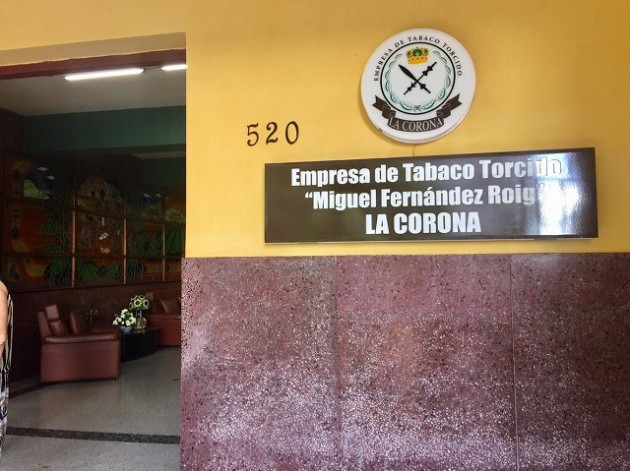 EMPRESA DE TABACO TORCIDO
LA CORONA
520
Empresa de Tabaco Torcido
"Miguel Fernández Roig"
LA CORONA